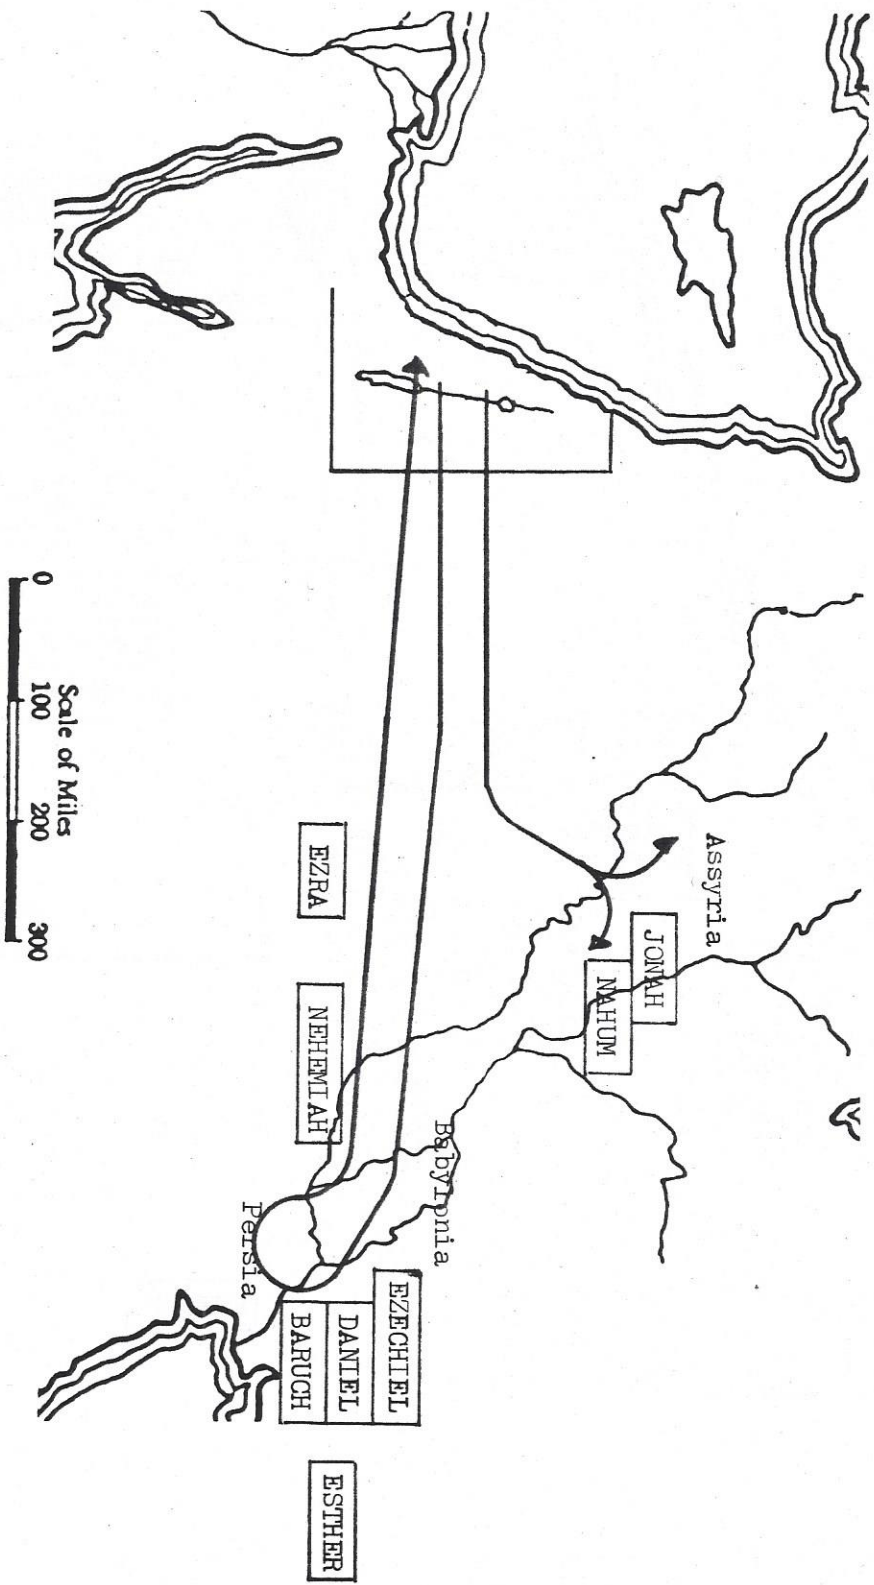 Assyria
JONAH
NAHUM
Babylonia
EZECHIEL
DANIEL
BARUCH
ESTHER
EZRA
NEHEMIAH
Persia
Scale of Miles
0 100 200 300